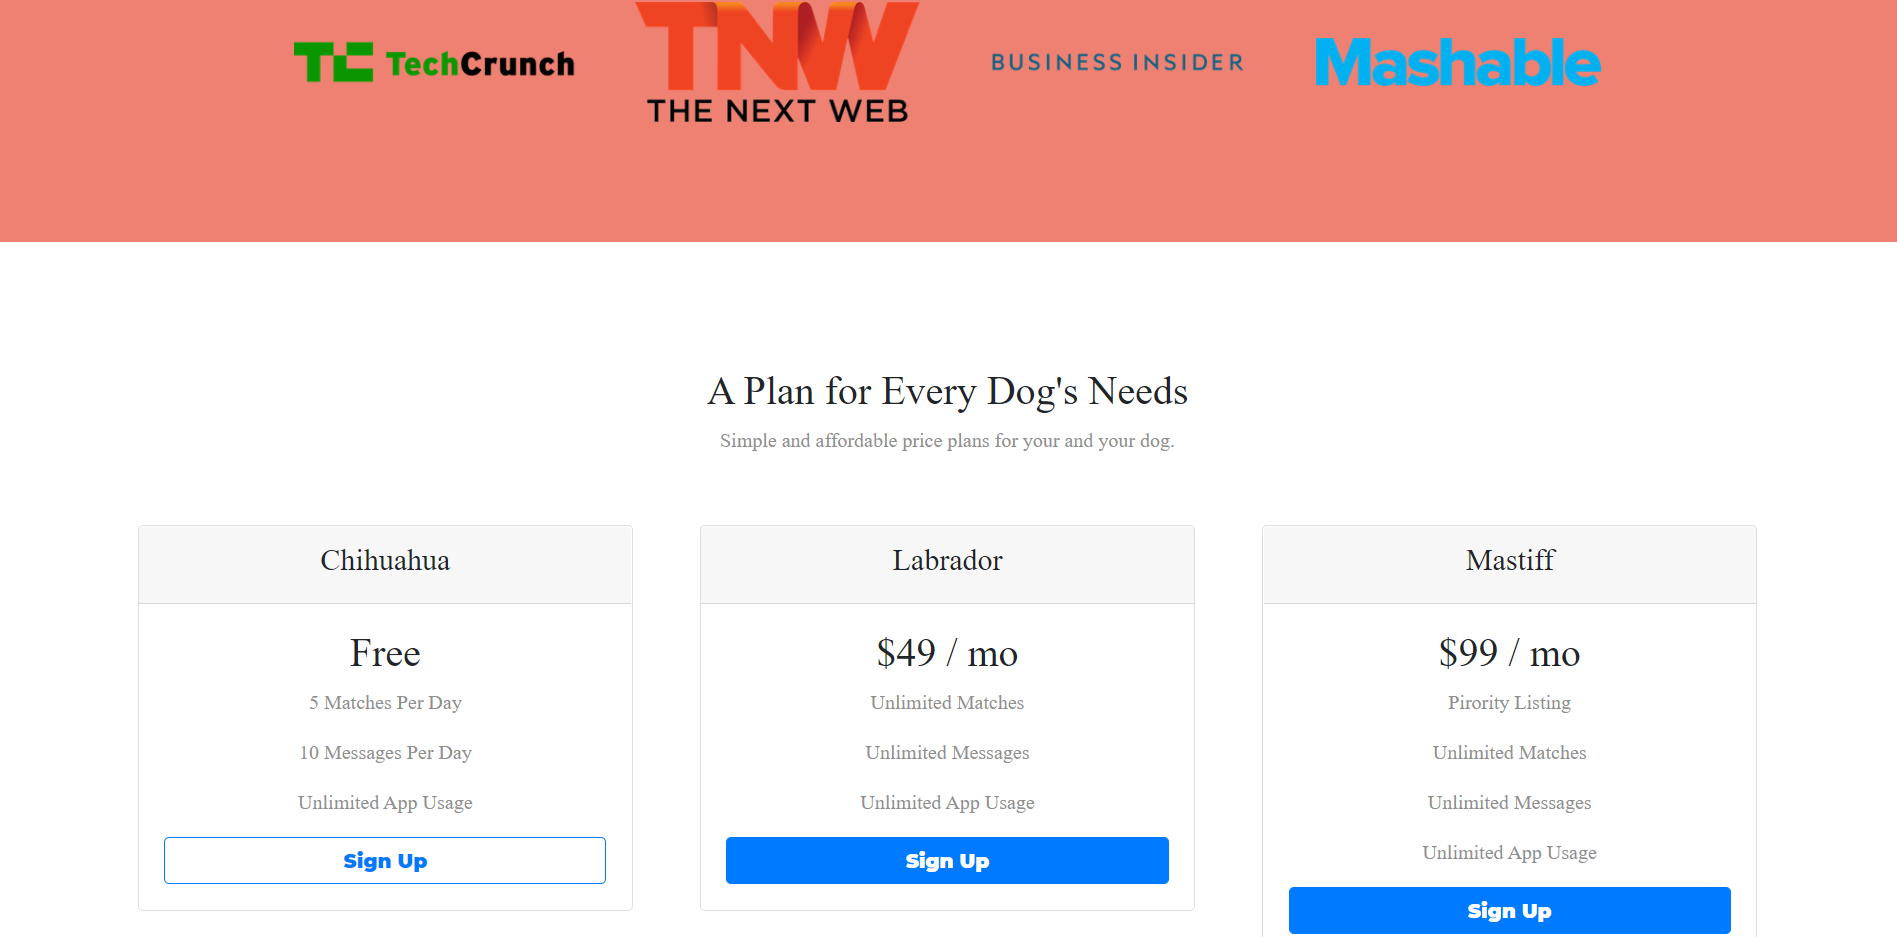 TC TechCrunch
TNW
THE NEXT WEB
BUSINESS INSIDER
Mashable
A Plan for Every Dog's Needs
Simple and affordable price plans for your and your dog.
Chihuahua
Free
5 Matches Per Day
10 Messages Per Day
Unlimited App Usage
Sign Up
Labrador
$49 / mo
Unlimited Matches
Unlimited Messages
Unlimited App Usage
Sign Up
Mastiff
$99 / mo
Pirority Listing
Unlimited Matches
Unlimited Messages
Unlimited App Usage
Sign Up